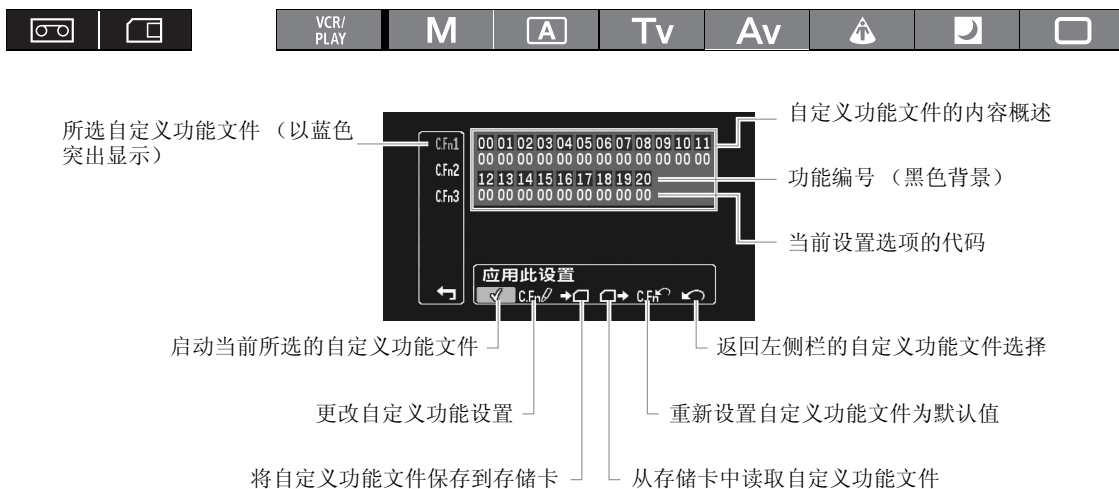 VCR/
PLAY
M
A
Tv
Av
所选自定义功能文件 （以蓝色
突出显示）
自定义功能文件的内容概述
功能编号 （黑色背景）
当前设置选项的代码
C.Fn1
C.Fn2
C.Fn3
00 01 02 03 04 05 06 07 08 09 10 11
00 00 00 00 00 00 00 00 00 00 00 00
12 13 14 15 16 17 18 19 20
00 00 00 00 00 00 00 00 00
应用此设置
C.Fn
C.Fn
启动当前所选的自定义功能文件
返回左侧栏的自定义功能文件选择
更改自定义功能设置
重新设置自定义功能文件为默认值
将自定义功能文件保存到存储卡
从存储卡中读取自定义功能文件